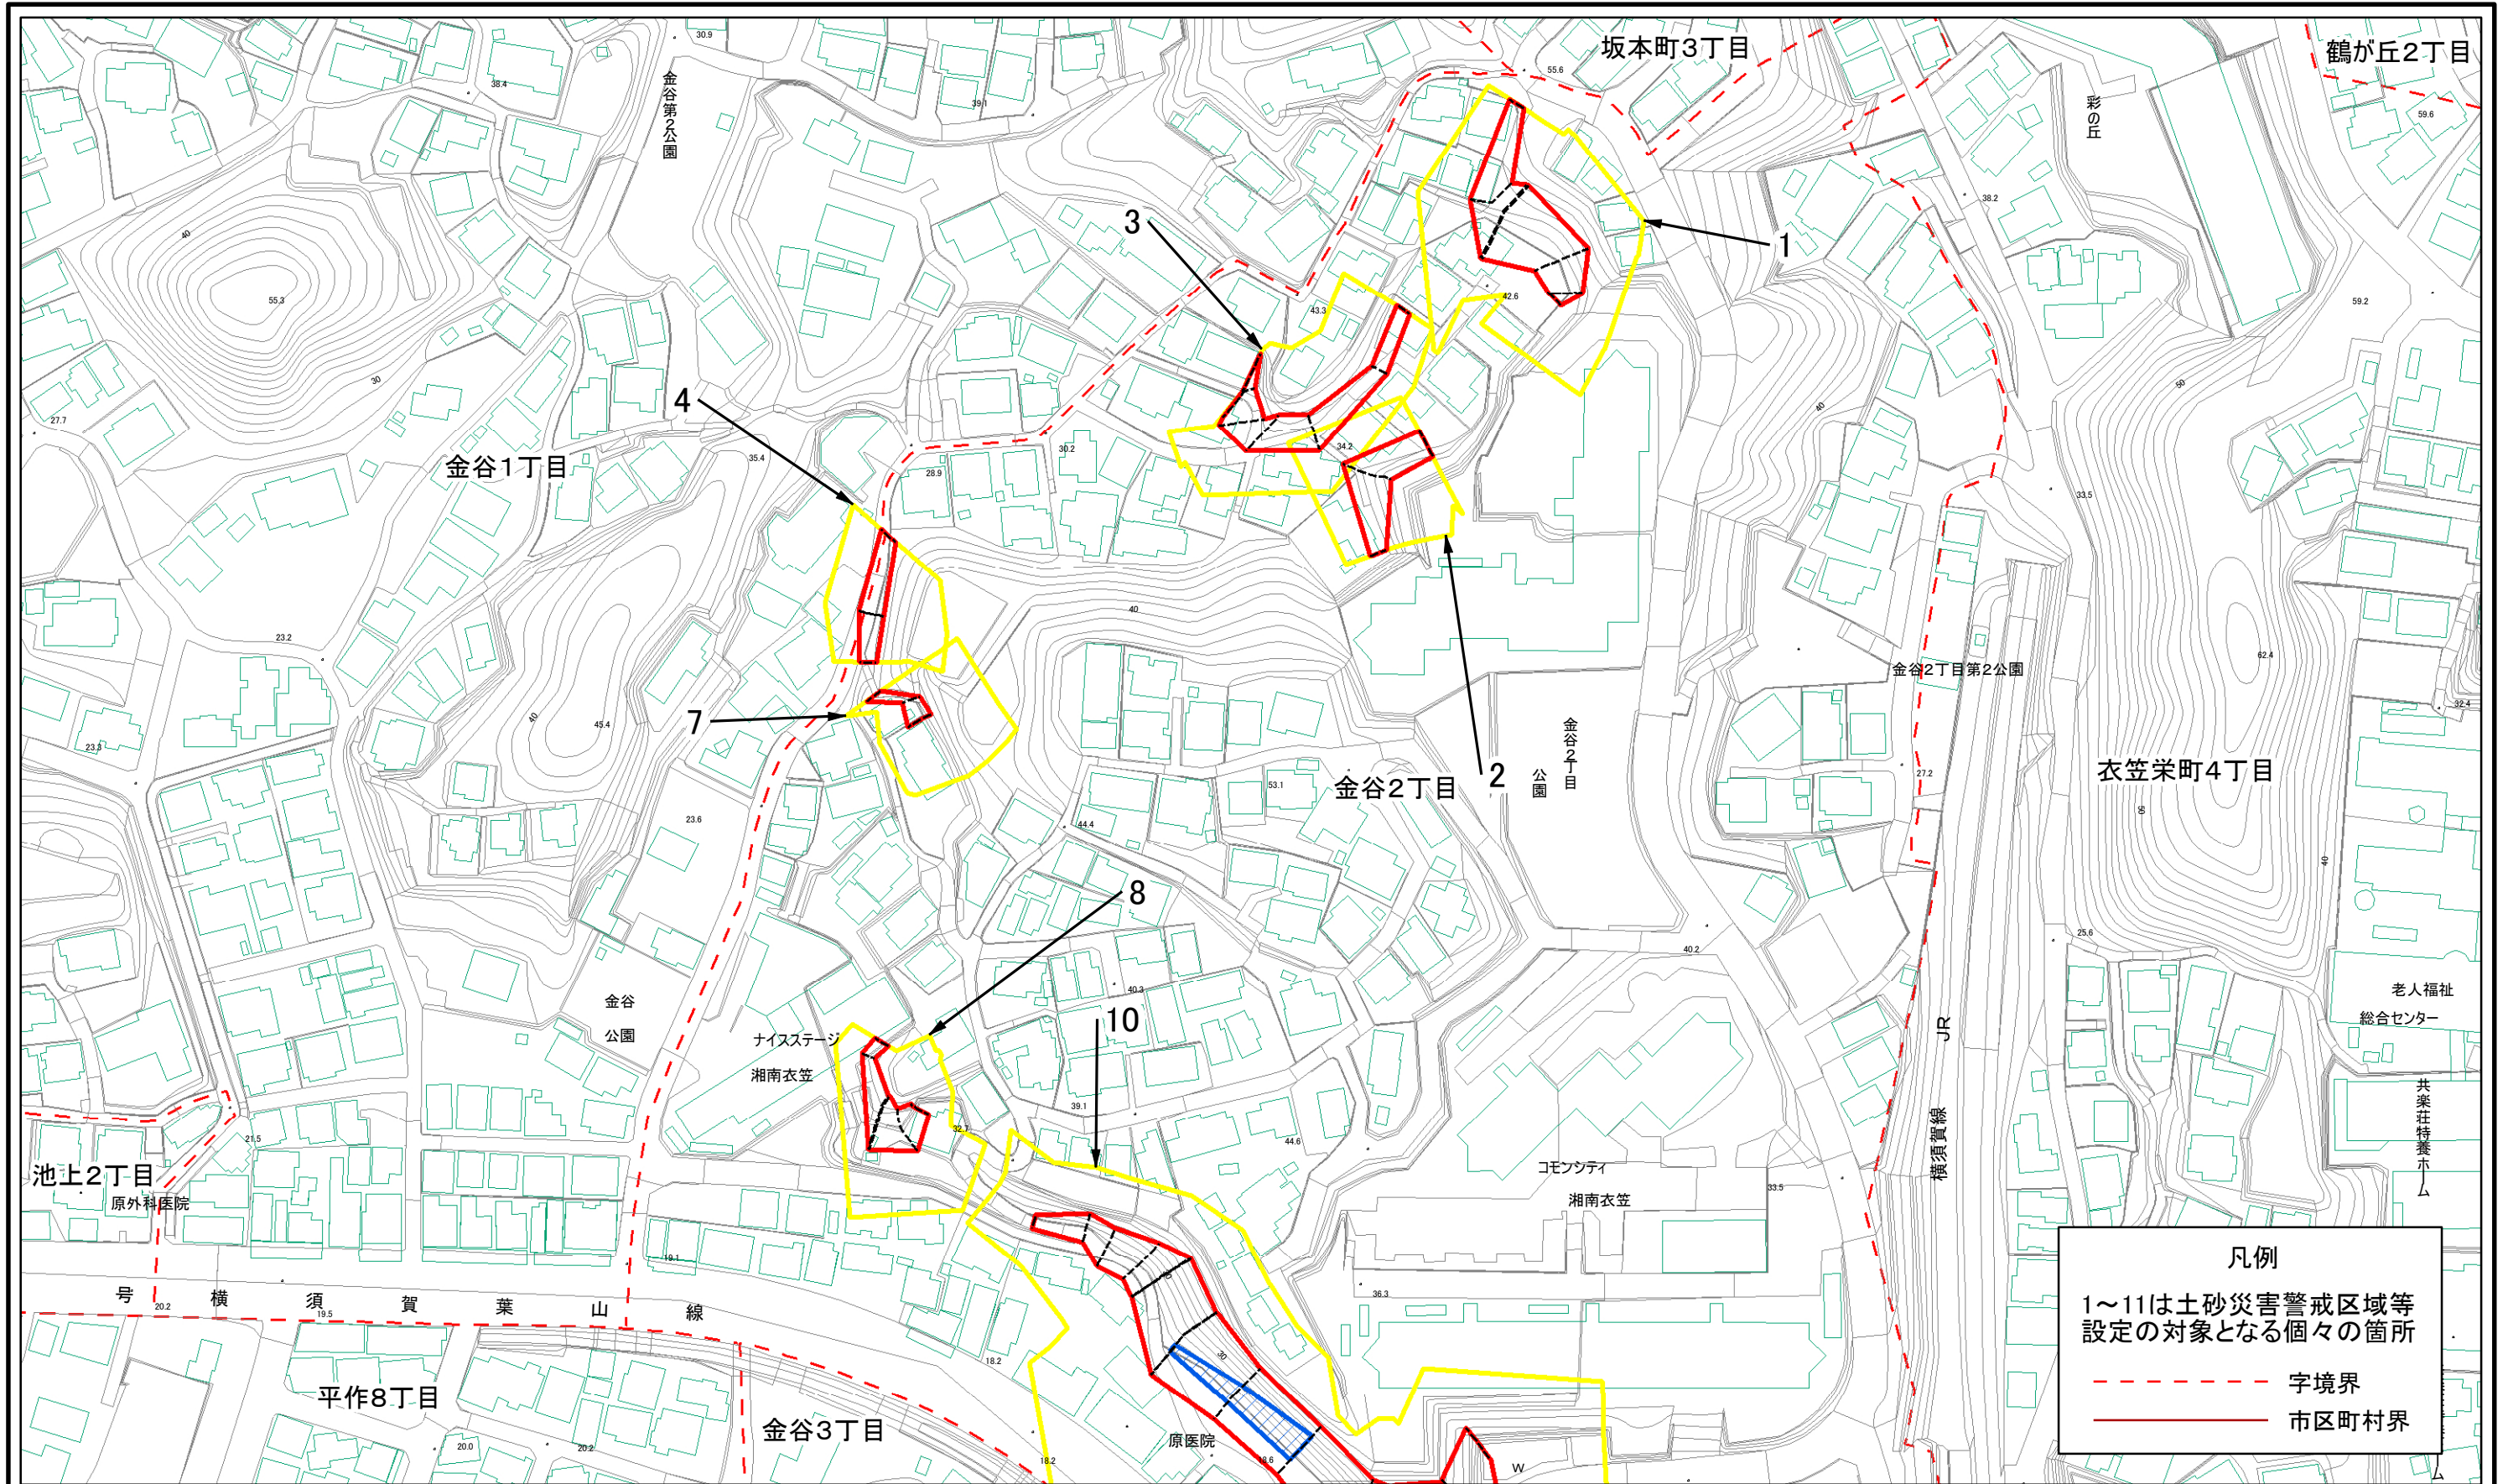 坂本町3丁目
鶴が丘2丁目
30.9
38.4
39.1
55.6
59.6
金谷第2公園
彩の丘
3
1
38.2
40
55.3
43.3
42.6
59.2
30
50
4
27.7
40
金谷1丁目
35.4
28.9
30.2
34.2
33.5
40
23.2
62.4
金谷2丁目第2公園
40
45.4
7
23.3
32.4
金谷2丁目
公園
27.2
衣笠栄町4丁目
53.1
金谷2丁目
2
23.6
44.4
50
40
8
25.6
40.2
40.3
金谷
公園
老人福祉
総合センター
10
ナイスステージ
湘南衣笠
JR
横須賀線
39.1
32.7
44.6
共楽荘特養ホーム
21.5
池上2丁目
原外科医院
コモンシティ
湘南衣笠
33.5
19.1
36.3
号横須賀葉山線
20.2
19.5
30
18.2
平作8丁目
金谷3丁目
原医院
20.0
20.2
18.2
18.6
W
凡例
1～11は土砂災害警戒区域等
設定の対象となる個々の箇所
字境界
市区町村界